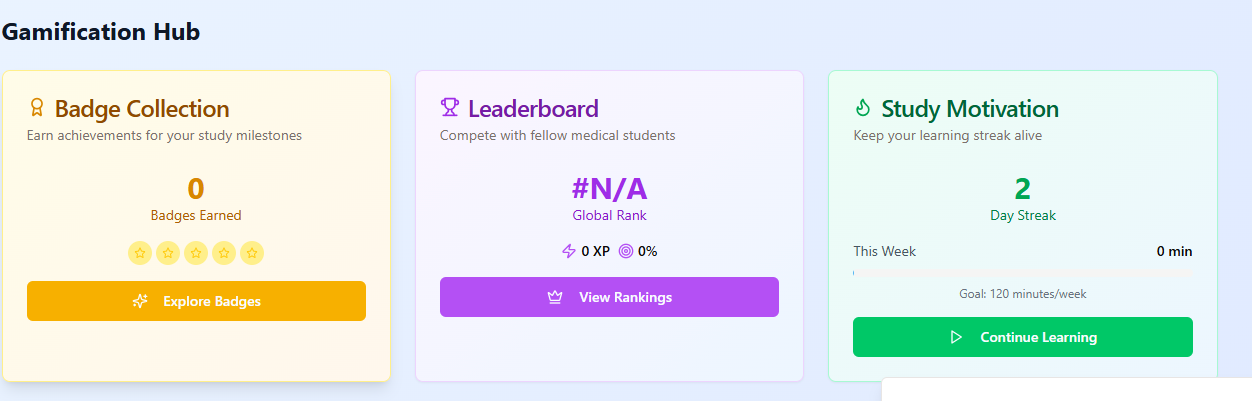 Gamification Hub
Badge Collection
Earn achievements for your study milestones
0
Badges Earned
Explore Badges
Leaderboard
Compete with fellow medical students
#N/A
Global Rank
0 XP 0%
View Rankings
Study Motivation
Keep your learning streak alive
2
Day Streak
This Week 0 min
Goal: 120 minutes/week
Continue Learning